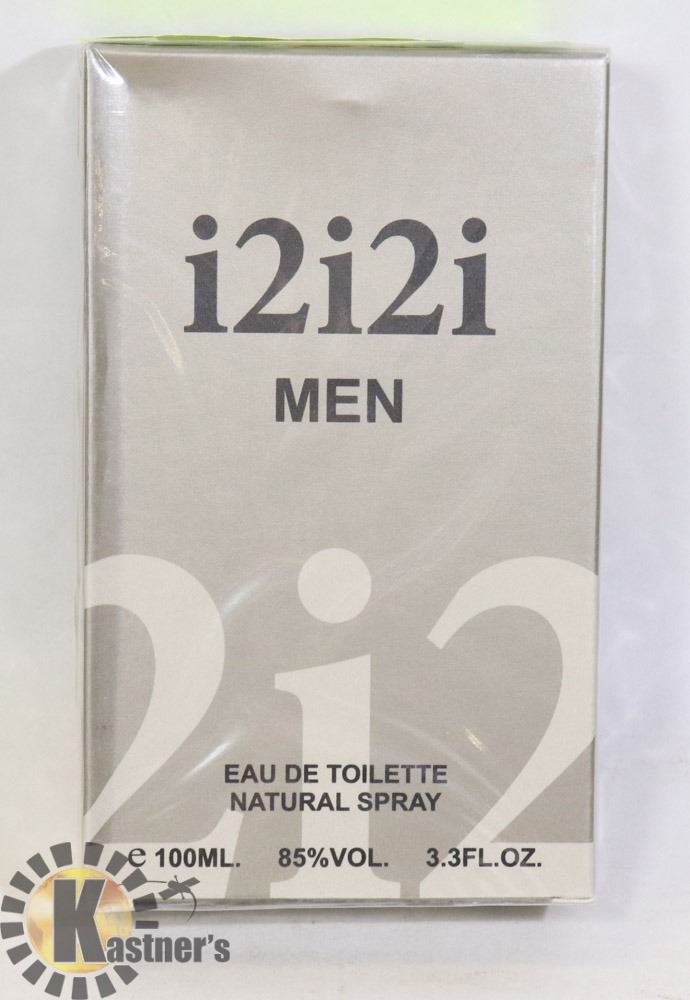 i2i2i
MEN
2i2
EAU DE TOILETTE
NATURAL SPRAY
e 100ML. 85%VOL. 3.3FL.OZ.
Kastner's